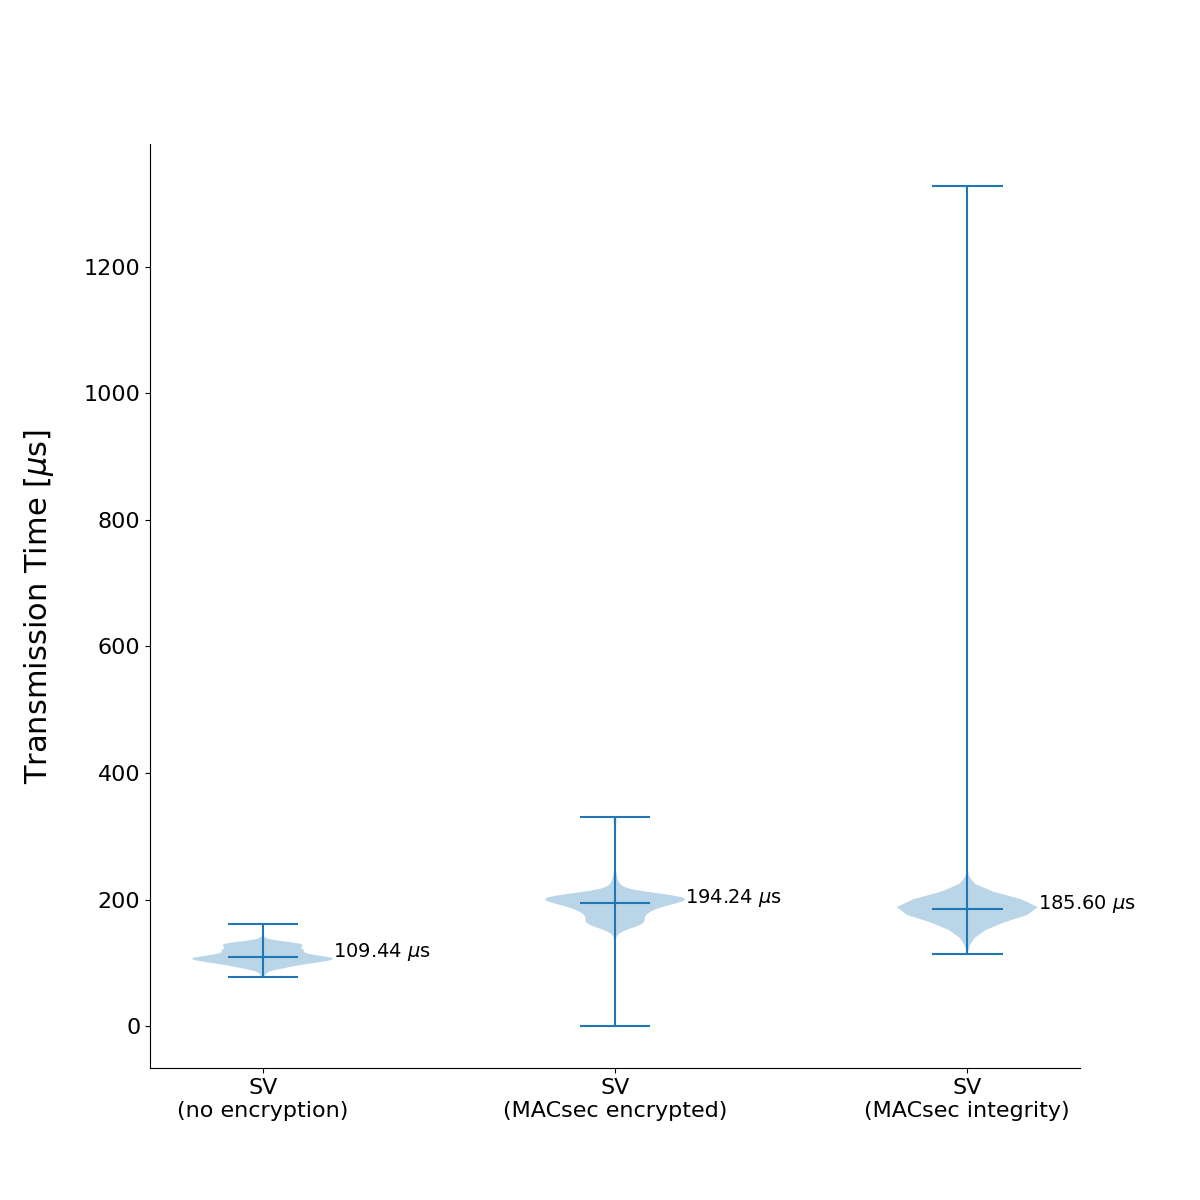 Transmission Time [μs]
1200
1000
800
600
400
200
0
109.44 μs
194.24 μs
185.60 μs
SV
(no encryption)
SV
(MACsec encrypted)
SV
(MACsec integrity)